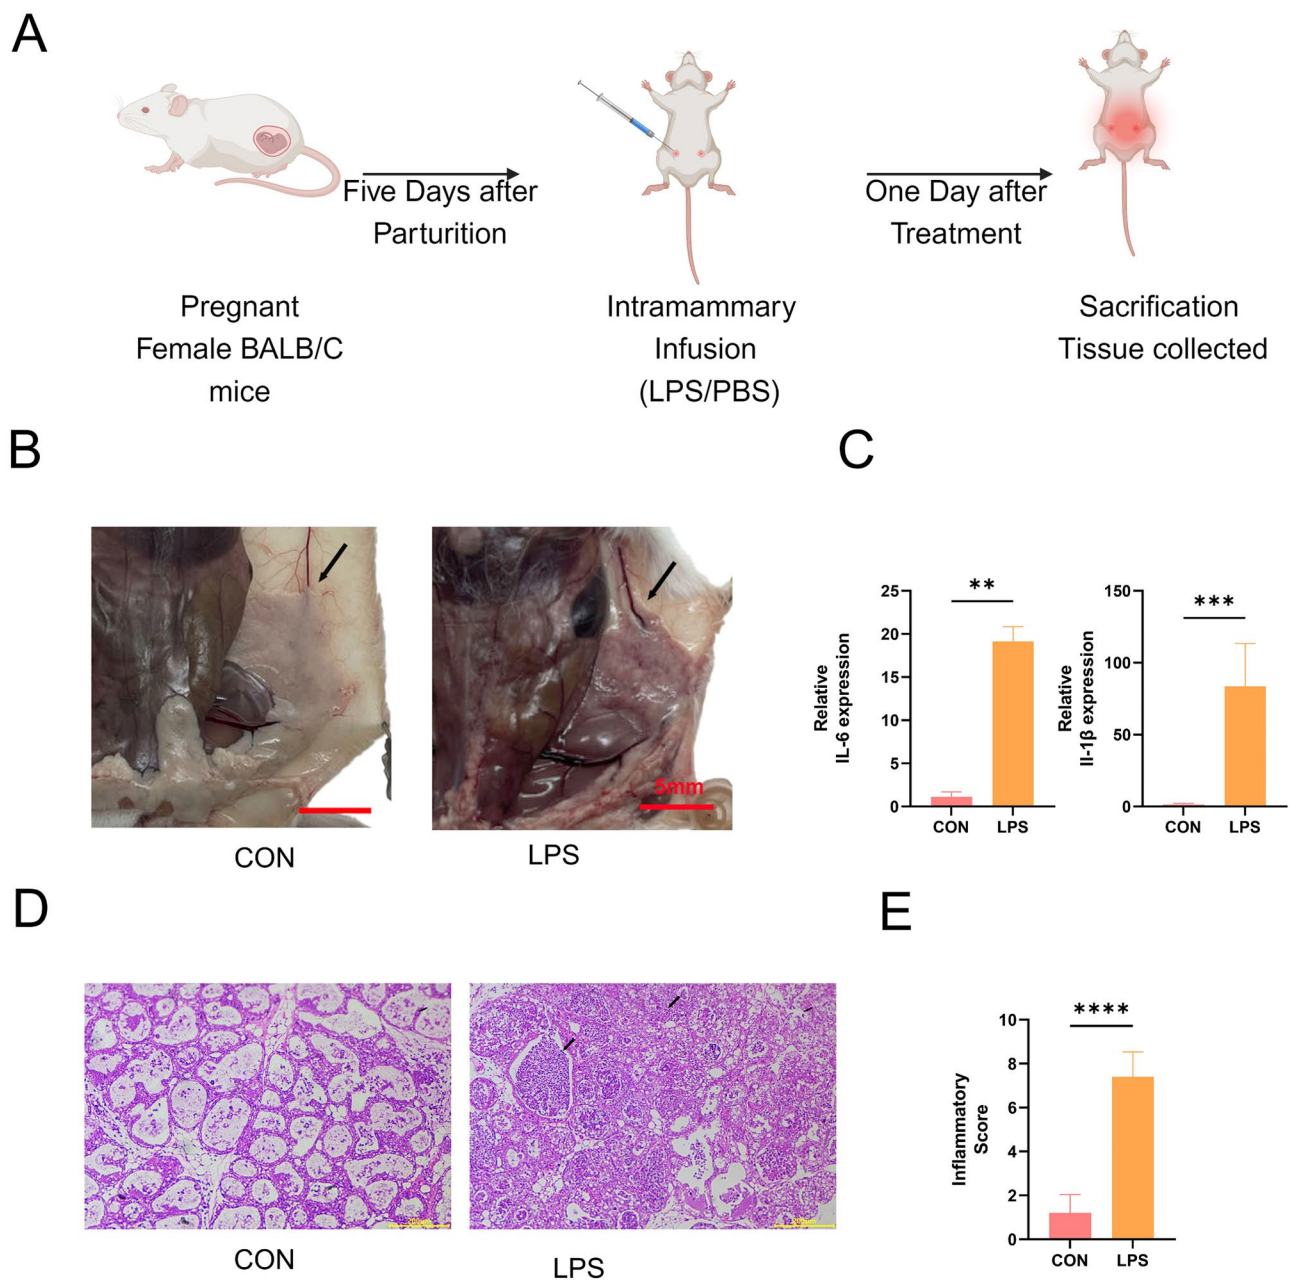 A
Five Days after
Parturition
One Day after
Treatment
Pregnant
Female BALB/C
mice
Intramammary
Infusion
(LPS/PBS)
Sacrification
Tissue collected
B
5mm
CON
LPS
C
Relative
IL-6 expression
25
20
15
10
5
0
**
CON
LPS
Relative
Il-1β expression
150
100
50
0
***
CON
LPS
D
200μm
CON
LPS
E
Inflammatory
Score
10
8
6
4
2
0
****
CON
LPS